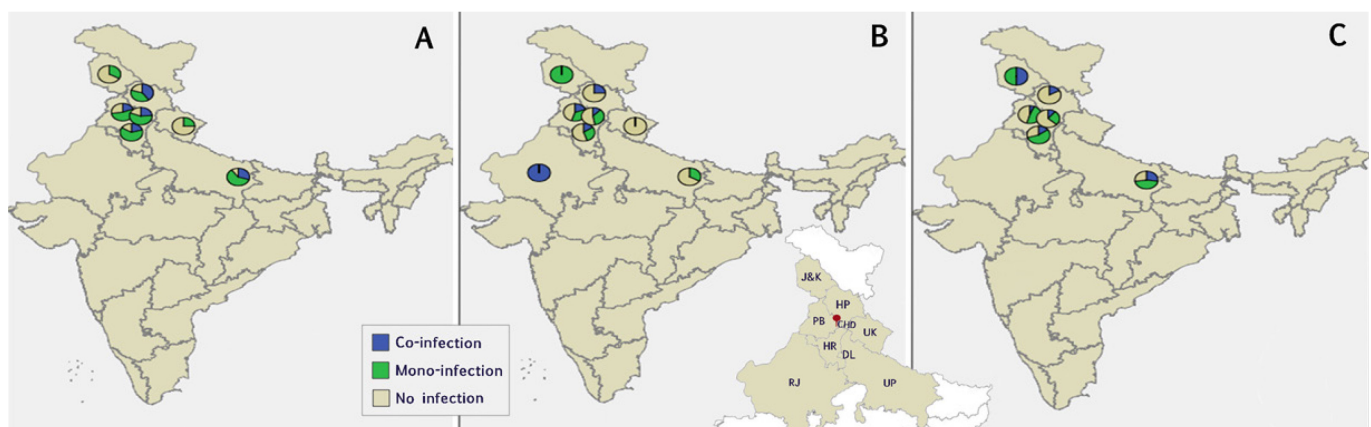 A
B
C
Co-infection
Mono-infection
No infection
J&K
HP
PB
CHD
UK
HR
DL
RJ
UP